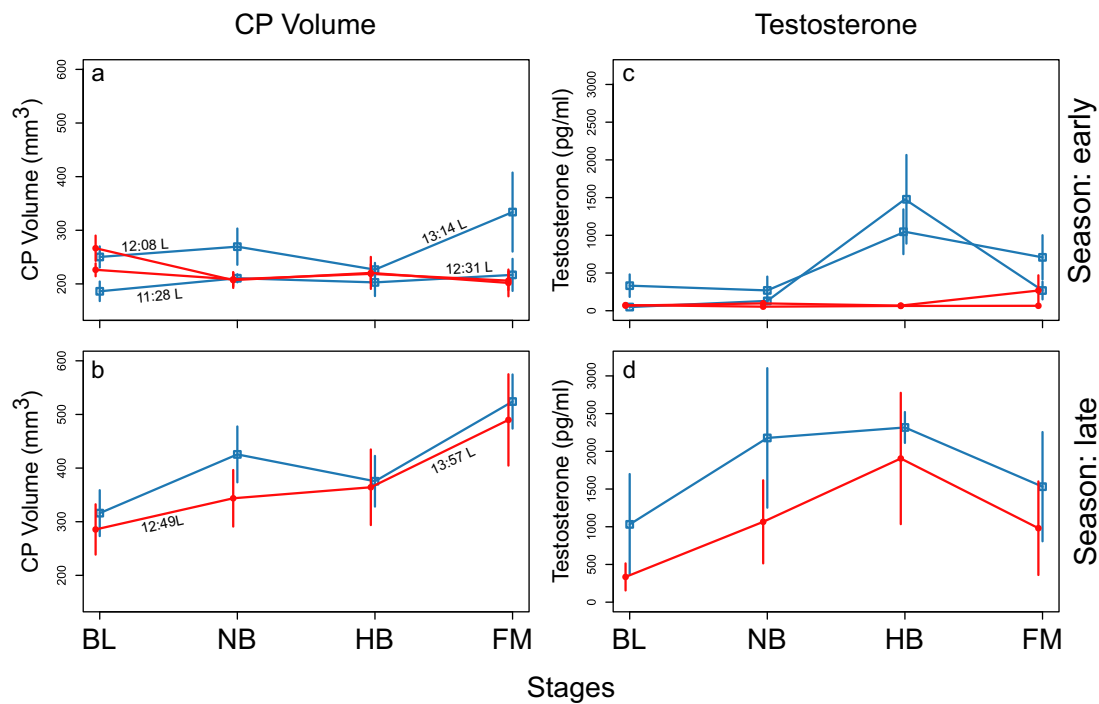 CP Volume
Testosterone
a
CP Volume (mm3)
600
500
400
300
200
12:08 L
11:28 L
13:14 L
12:31 L
c
Testosterone (pg/ml)
3000
2500
2000
1500
1000
500
0
Season: early
b
CP Volume (mm3)
600
500
400
300
200
12:49L
13:57 L
d
Testosterone (pg/ml)
3000
2500
2000
1500
1000
500
0
Season: late
BL NB HB FM
BL NB HB FM
Stages